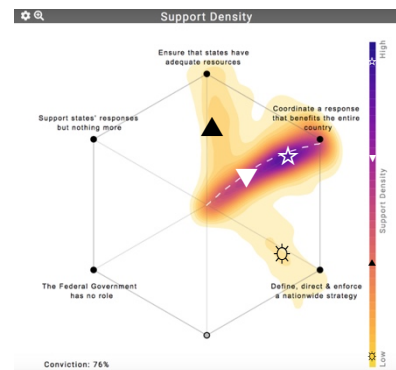 Support Density
Ensure that states have
adequate resources
Coordinate a response
that benefits the entire
country
Support states' responses
but nothing more
The Federal Government
has no role
Define, direct & enforce
a nationwide strategy
Conviction: 76%
High
Support Density
Low